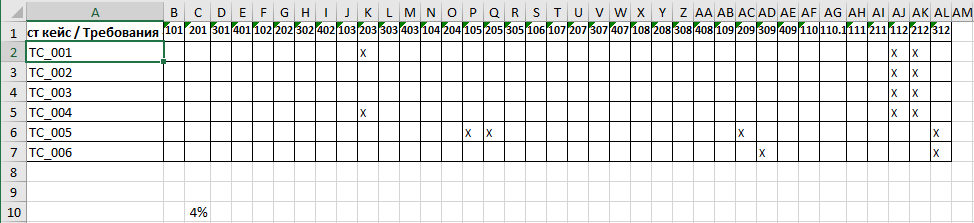 A B C D E F G H I J K L M N O P Q R S T U V W X Y Z AA AB AC AD AE AF AG AH AI AJ AK AL AM
1 ст кейс / Требования 101 201 301 401 102 202 302 402 103 203 303 403 104 204 105 205 305 106 107 207 307 407 108 208 308 408 109 209 309 409 110 110.1 111 211 112 212 312
2 TC_001 X X X
3 TC_002 X X
4 TC_003 X X
5 TC_004 X X X
6 TC_005 X X X X
7 TC_006 X X
8
9
10 4%